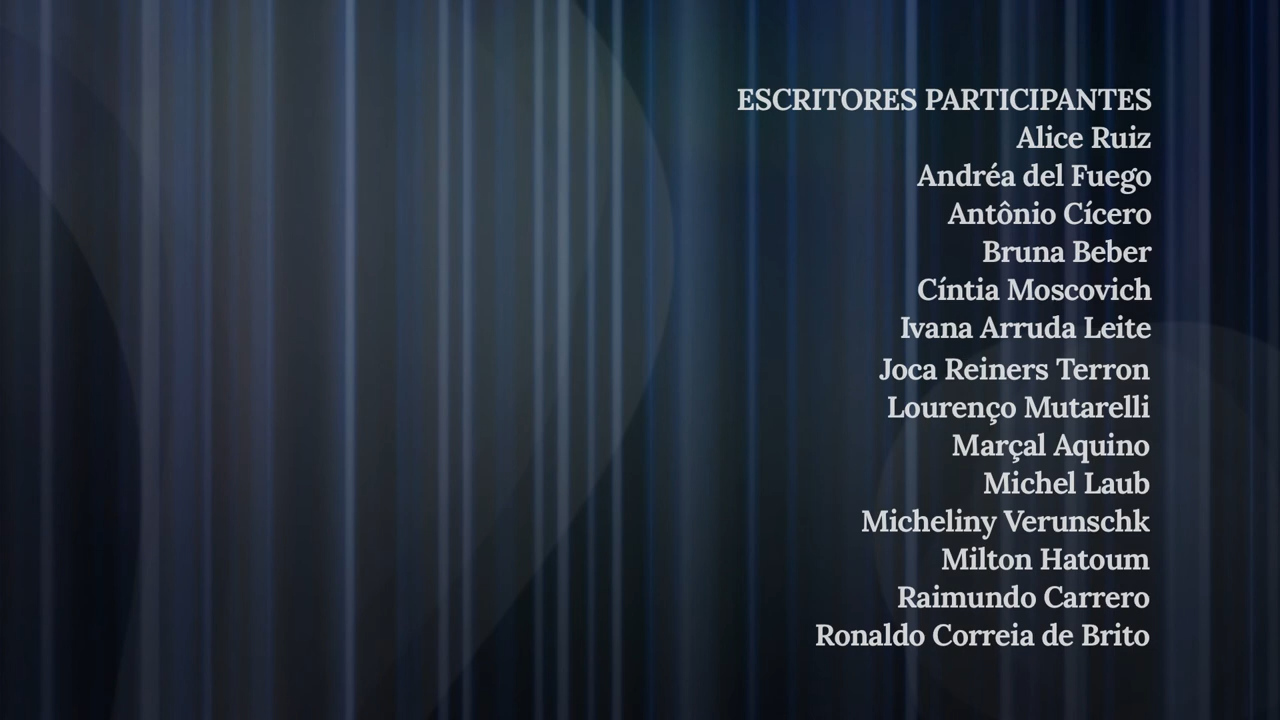 ESCRITORES PARTICIPANTES
Alice Ruiz
Andréa del Fuego
Antônio Cícero
Bruna Beber
Cíntia Moscovich
Ivana Arruda Leite
Joca Reiners Terron
Lourenço Mutarelli
Marçal Aquino
Michel Laub
Micheliny Verunschk
Milton Hatoum
Raimundo Carrero
Ronaldo Correia de Brito